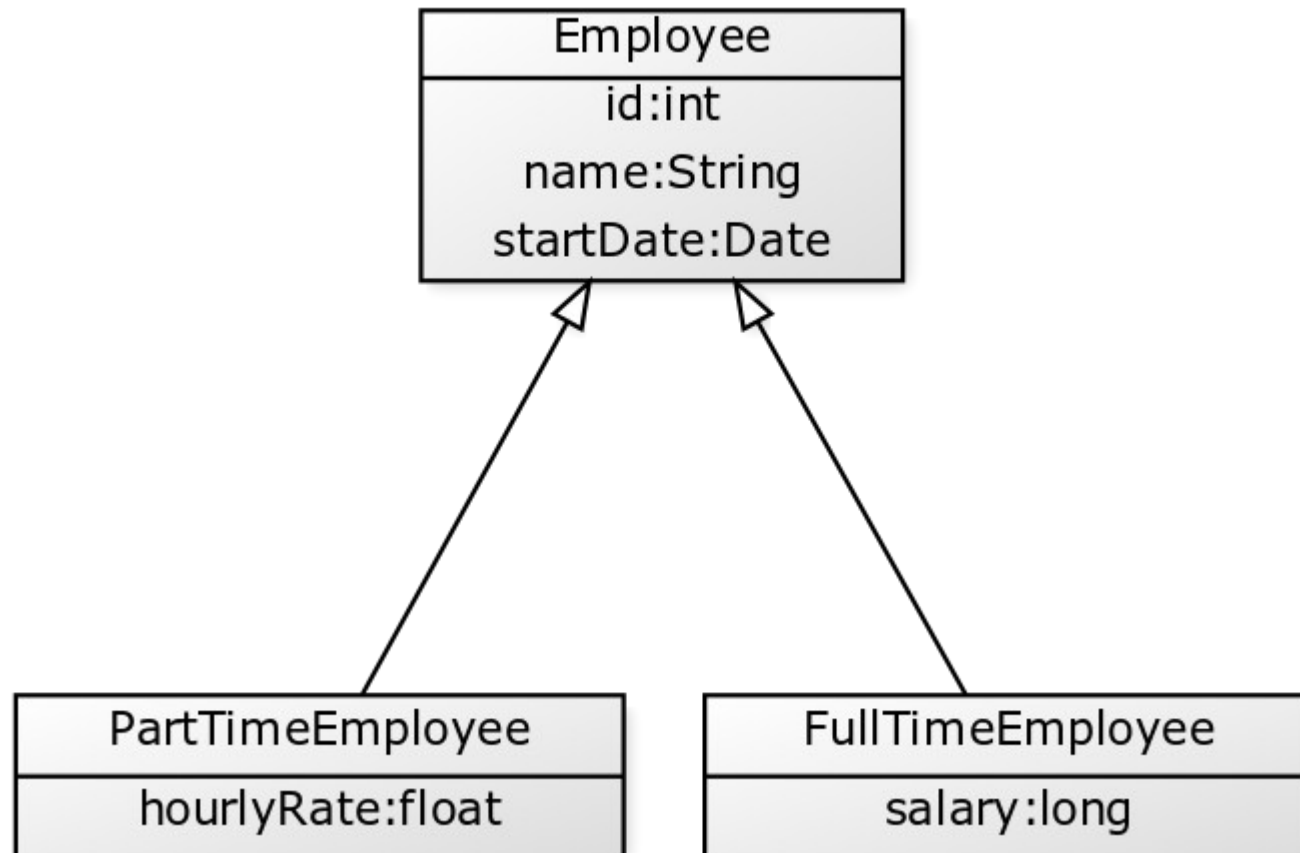 Employee
id:int
name:String
startDate:Date
PartTimeEmployee
hourlyRate:float
FullTimeEmployee
salary:long